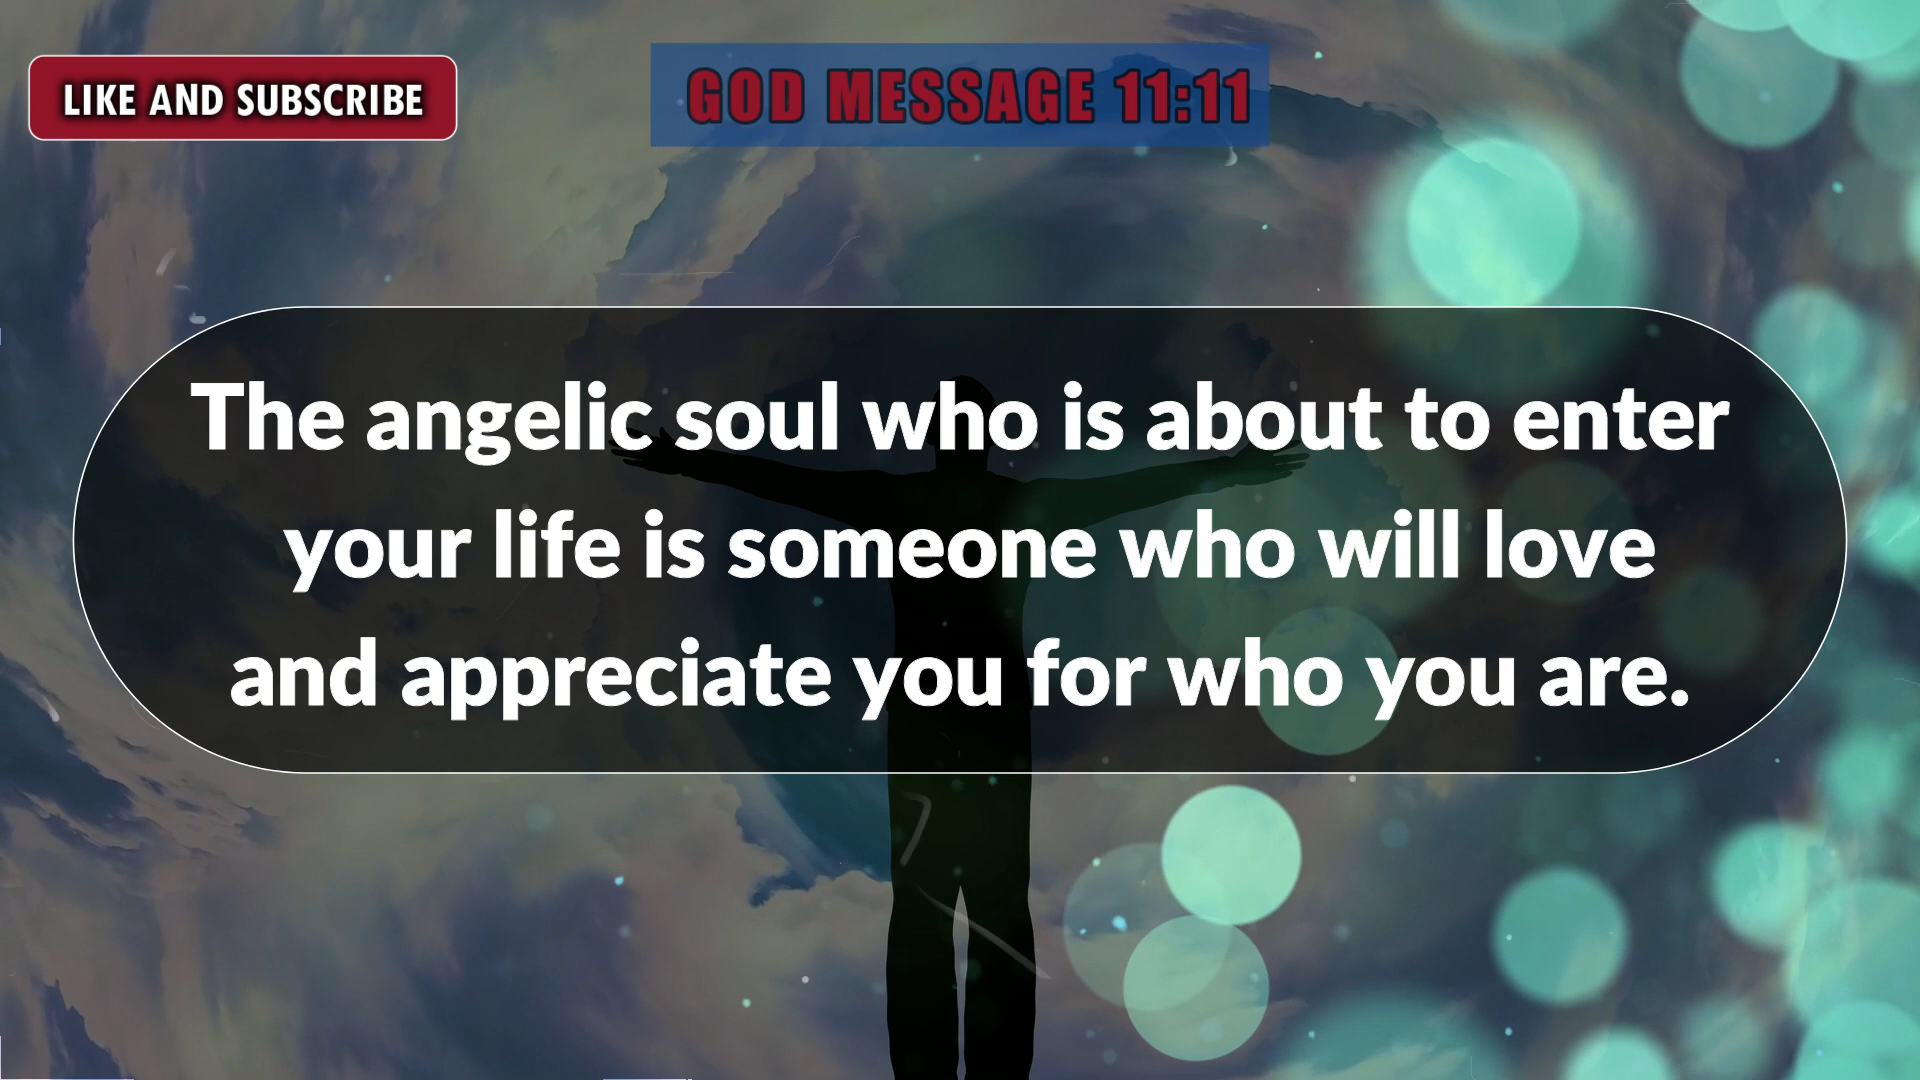 LIKE AND SUBSCRIBE
GOD MESSAGE 11:11
The angelic soul who is about to enter
your life is someone who will love
and appreciate you for who you are.